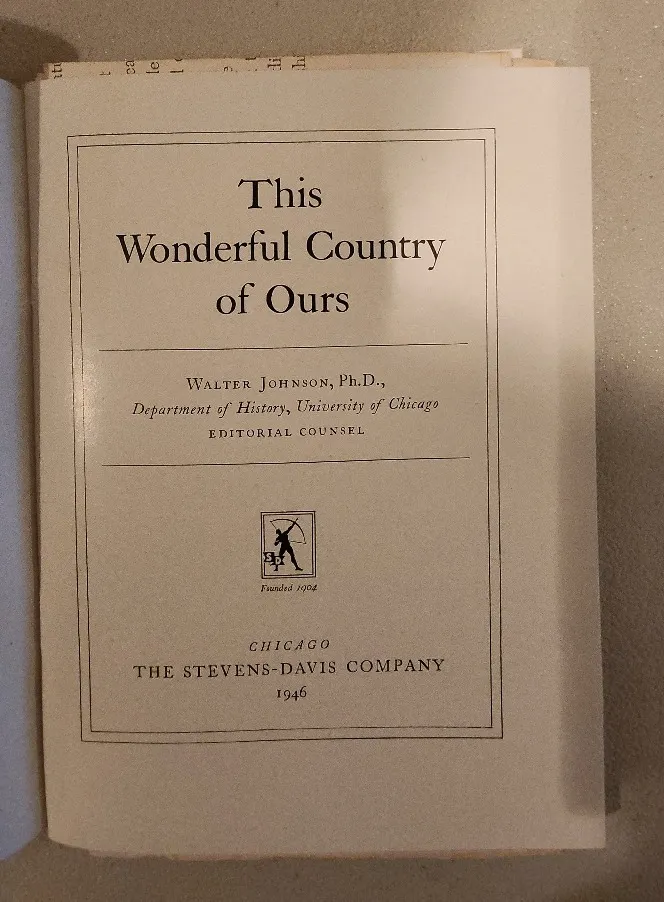 This
Wonderful Country
of Ours
WALTER JOHNSON, Ph.D.,
Department of History, University of Chicago
EDITORIAL COUNSEL
Founded 1904
CHICAGO
THE STEVENS-DAVIS COMPANY
1946